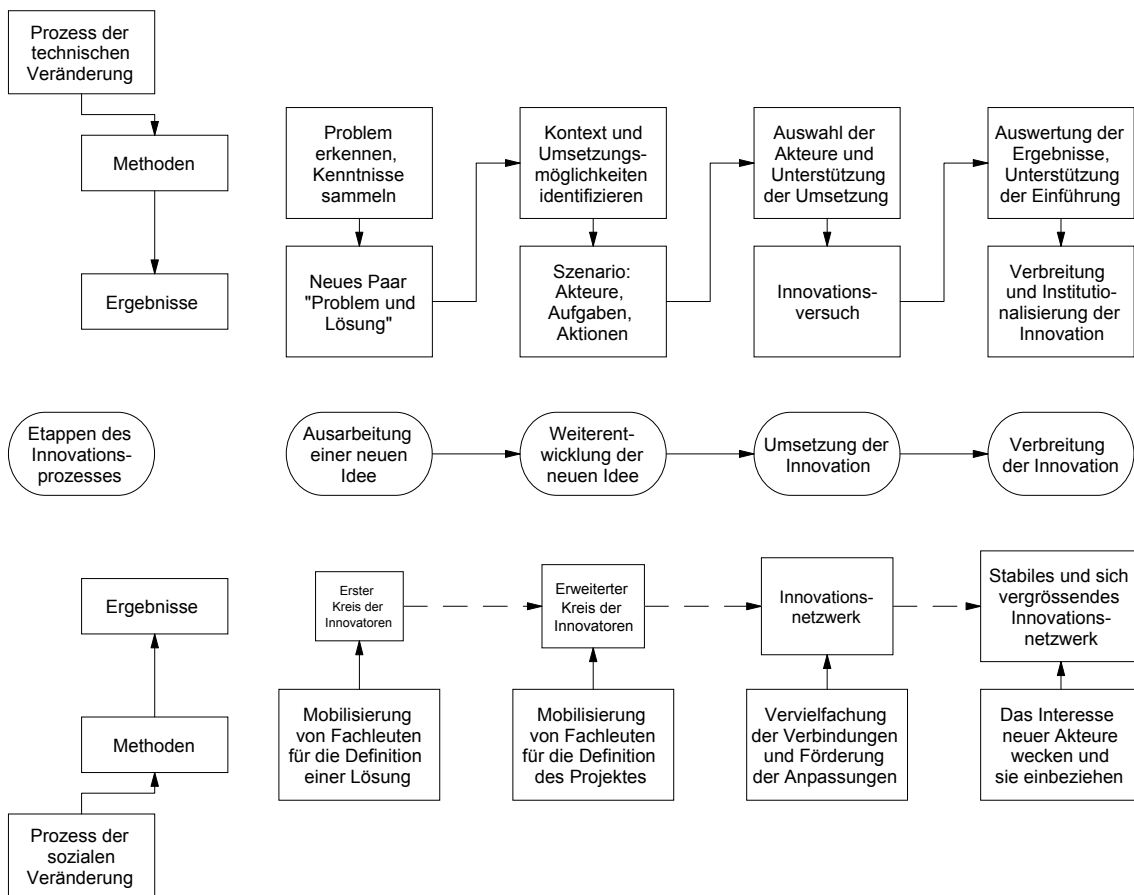 Prozess der
technischen
Veränderung
Methoden
Ergebnisse
Problem
erkennen,
Kenntnisse
sammeln
Kontext und
Umsetzungs-
möglichkeiten
identifizieren
Auswahl der
Akteure und
Unterstützung
der Umsetzung
Auswertung der
Ergebnisse,
Unterstützung
der Einführung
Neues Paar
"Problem und
Lösung"
Szenario:
Akteure,
Aufgaben,
Aktionen
Innovations-
versuch
Verbreitung
und Institutio-
nalisierung der
Innovation
Etappen des
Innovations-
prozesses
Ausarbeitung
einer neuen
Idee
Weiterent-
wicklung der
neuen Idee
Umsetzung der
Innovation
Verbreitung
der Innovation
Ergebnisse
Erster
Kreis der
Innovatoren
Erweiterter
Kreis der
Innovatoren
Innovations-
netzwerk
Stabiles und sich
vergrössendes
Innovations-
netzwerk
Methoden
Mobilisierung
von Fachleuten
für die Definition
einer Lösung
Mobilisierung
von Fachleuten
für die Definition
des Projektes
Vervielfachung
der Verbindungen
und Förderung
der Anpassungen
Das Interesse
neuer Akteure
wecken und
sie einbeziehen
Prozess der
sozialen
Veränderung